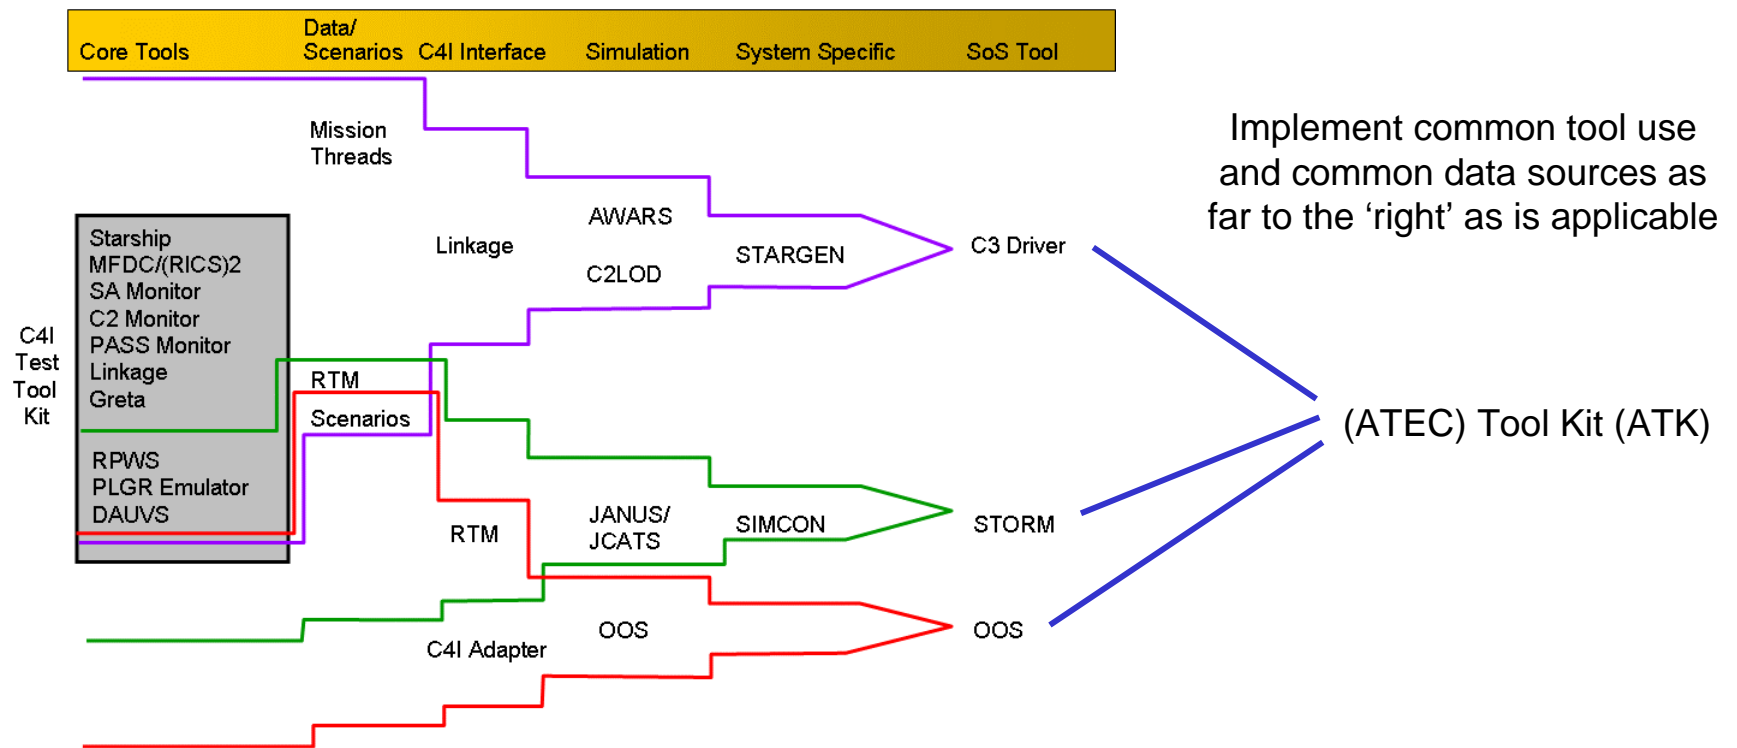 Core Tools
Data/
Scenarios
C4I Interface
Simulation
System Specific
SoS Tool
Mission
Threads
Implement common tool use
and common data sources as
far to the ‘right’ as is applicable
C4I
Test
Tool
Kit
Starship
MFDC/(RICS)2
SA Monitor
C2 Monitor
PASS Monitor
Linkage
Greta
RPWS
PLGR Emulator
DAUVS
RTM
Scenarios
Linkage
AWARS
C2LOD
STARGEN
C3 Driver
RTM
JANUS/
JCATS
SIMCON
STORM
C4I Adapter
OOS
OOS
(ATEC) Tool Kit (ATK)